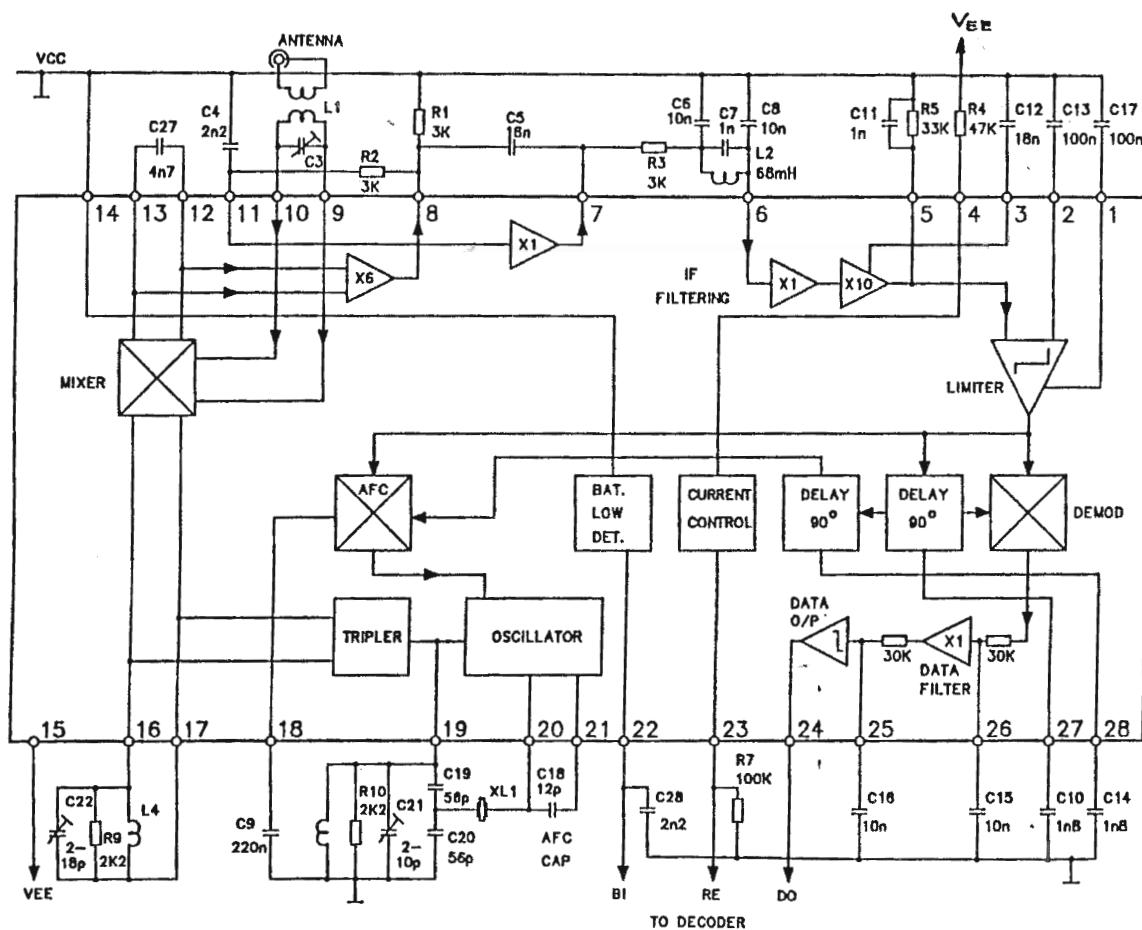 VEE
ANTENNA
VCC
C4
2n2
L1
C3
R1
3K
C5
18n
C6
10n
C7
1n
C8
10n
C11
1n
R5
33K
R4
47K
C12
18n
C13
100n
C17
100n
C27
4n7
R2
3K
R3
3K
L2
68mH
14
13
12
11
10
9
8
7
6
5
4
3
2
1
X6
X1
IF
FILTERING
X1
X10
MIXER
LIMITER
AFC
BAT.
LOW
DET.
CURRENT
CONTROL
DELAY
90°
DELAY
90°
DEMOD
TRIPLER
OSCILLATOR
DATA
O/P
30K
X1
30K
DATA
FILTER
15
16
17
18
19
20
21
22
23
24
25
26
27
28
C22
2-
18p
R9
2K2
L4
C9
220n
R10
2K2
C21
2-
10p
C19
56p
C20
56p
XL1
C18
12p
AFC
CAP
C28
2n2
R7
100K
C16
10n
C15
10n
C10
1n8
C14
1n8
VEE
BI
RE
DO
TO DECODER